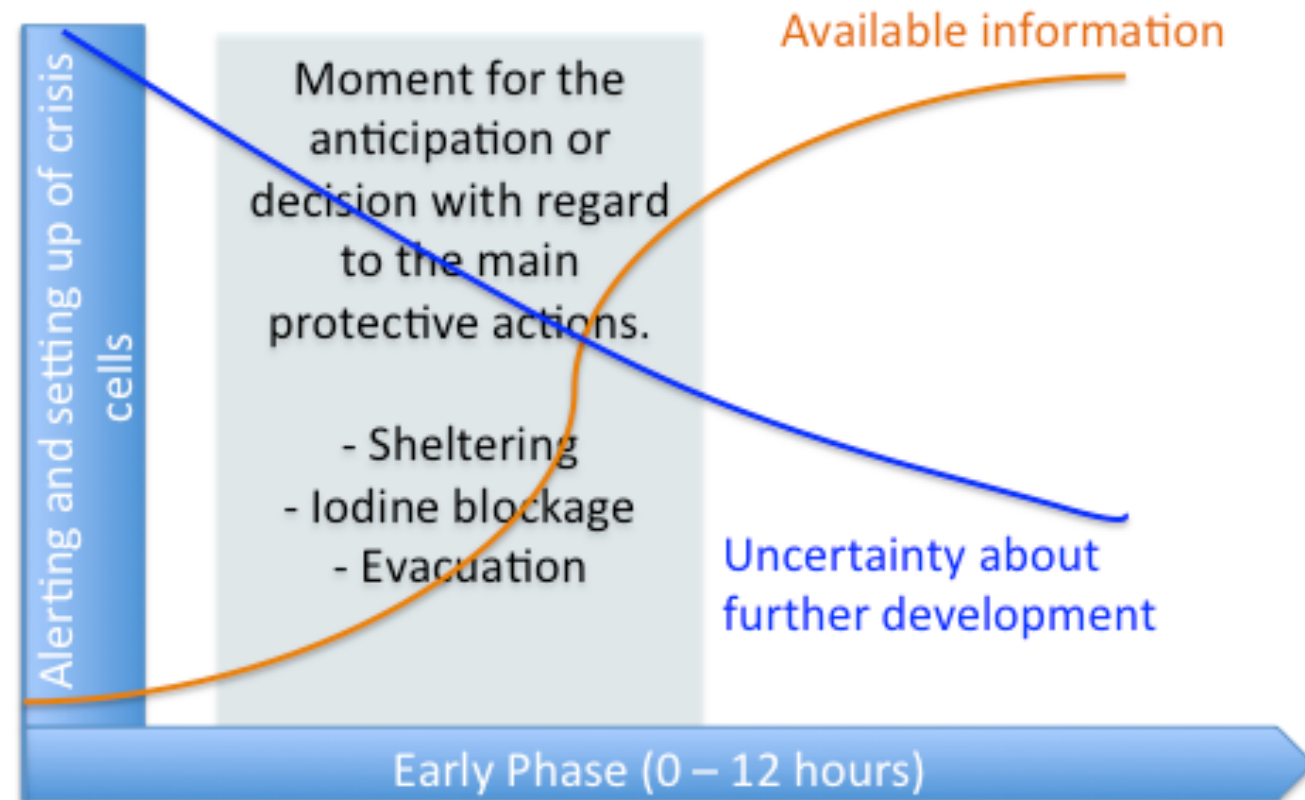 Available information
Alerting and setting up of crisis
cells
Moment for the
anticipation or
decision with regard
to the main
protective actions.
- Sheltering
- Iodine blockage
- Evacuation
Uncertainty about
further development
Early Phase (0 – 12 hours)